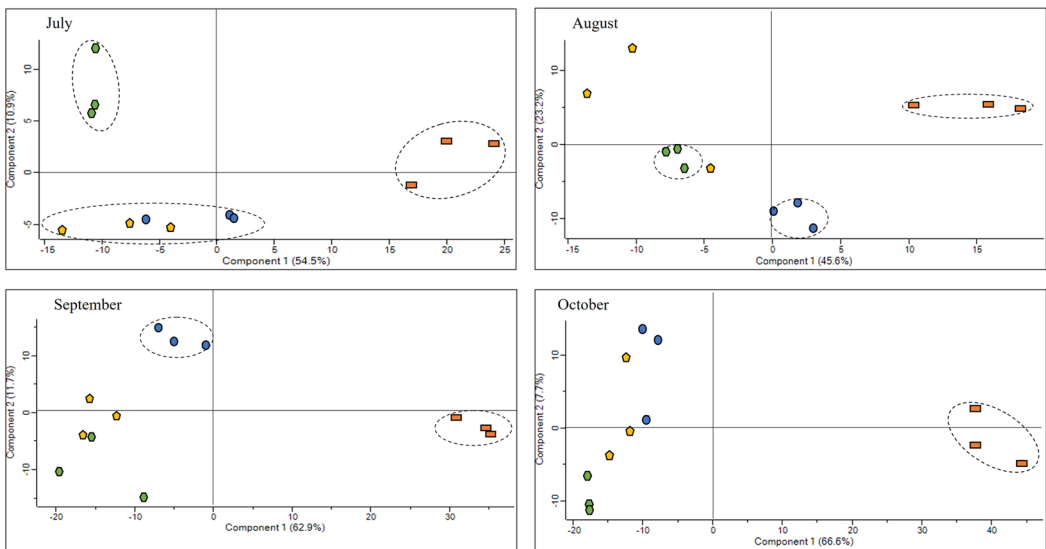 July
Component 2 (10.9%)
10
5
0
-5
-15 -10 -5 0 5 10 15 20 25
Component 1 (54.5%)
August
Component 2 (23.2%)
10
0
-10
-15 -10 -5 0 5 10 15
Component 1 (45.6%)
September
Component 2 (11.7%)
10
0
-10
-20 -10 0 10 20 30
Component 1 (62.9%)
October
Component 2 (7.7%)
10
0
-10
-20 -10 0 10 20 30 40
Component 1 (66.6%)